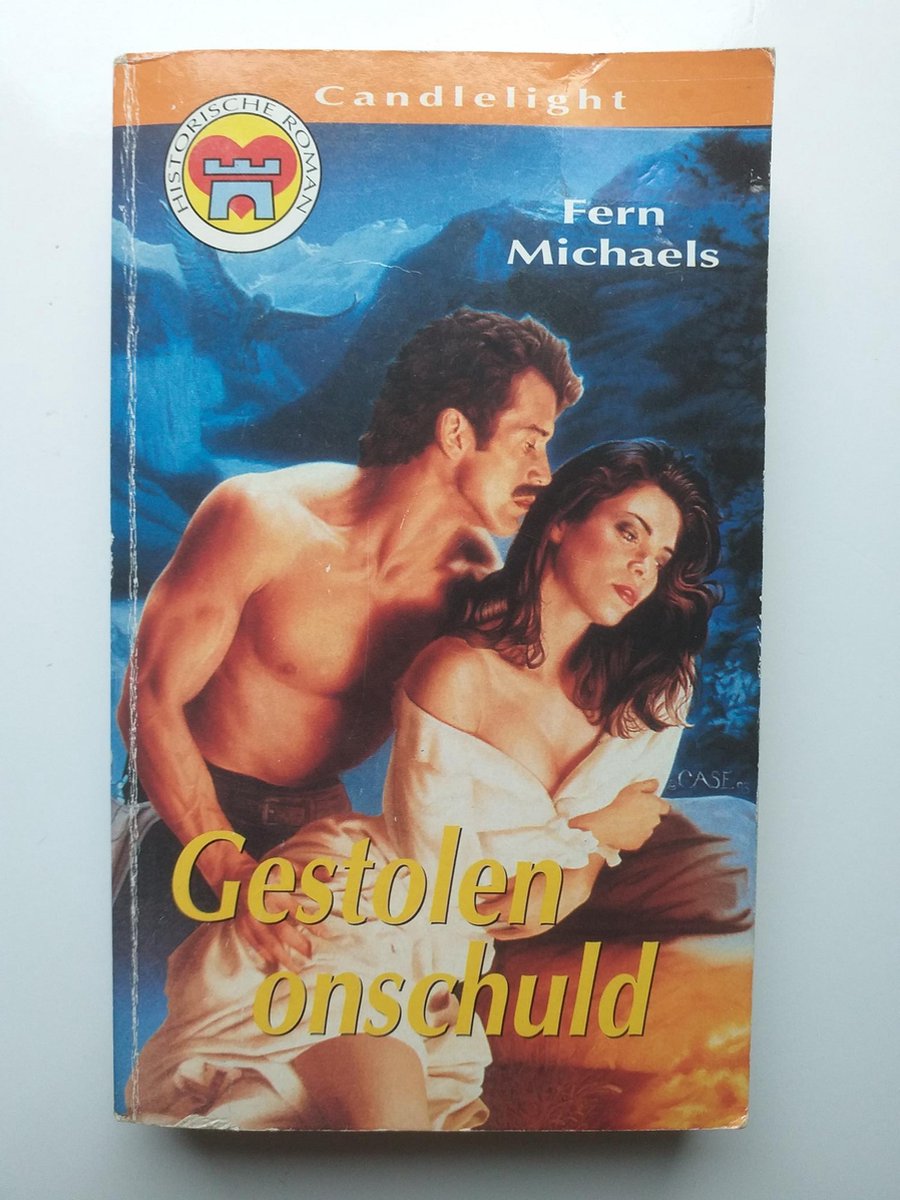 Candlelight
HISTORISCHE ROMAN
Fern
Michaels
CASE
Gestolen
onschuld